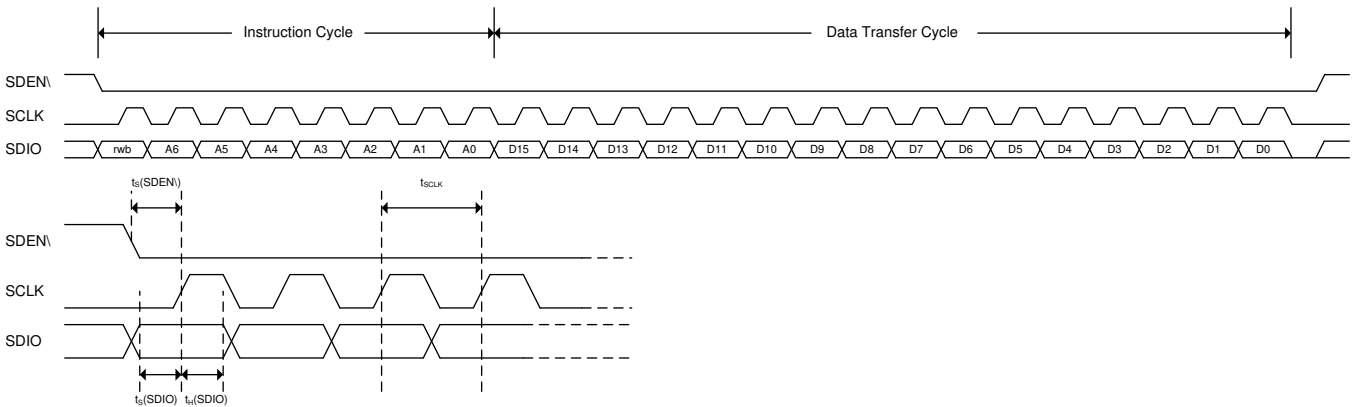 Instruction Cycle Data Transfer Cycle
SDEN\
SCLK
SDIO rwb A6 A5 A4 A3 A2 A1 A0 D15 D14 D13 D12 D11 D10 D9 D8 D7 D6 D5 D4 D3 D2 D1 D0
tS(SDEN\) tSCLK
SDEN\
SCLK
SDIO
tS(SDIO) tH(SDIO)